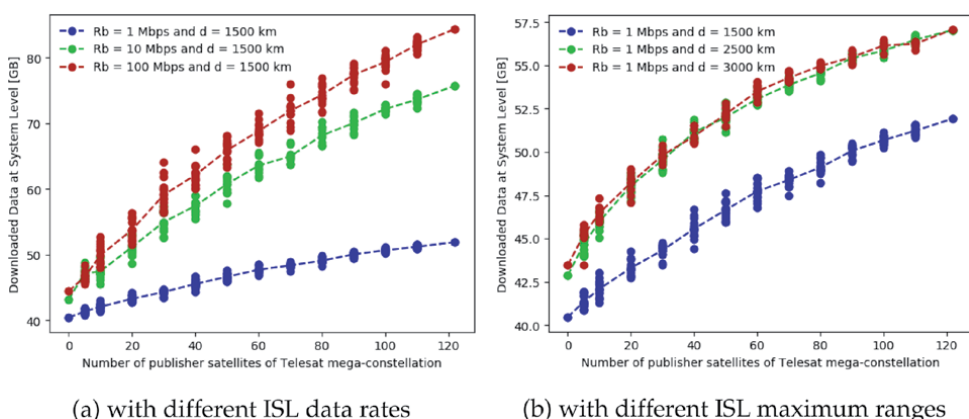 Downloaded Data at System Level [GB]
80
70
60
50
40
Rb = 1 Mbps and d = 1500 km
Rb = 10 Mbps and d = 1500 km
Rb = 100 Mbps and d = 1500 km
0 20 40 60 80 100 120
Number of publisher satellites of Telesat mega-constellation
(a) with different ISL data rates
Downloaded Data at System Level [GB]
57.5
55.0
52.5
50.0
47.5
45.0
42.5
40.0
Rb = 1 Mbps and d = 1500 km
Rb = 1 Mbps and d = 2500 km
Rb = 1 Mbps and d = 3000 km
0 20 40 60 80 100 120
Number of publisher satellites of Telesat mega-constellation
(b) with different ISL maximum ranges